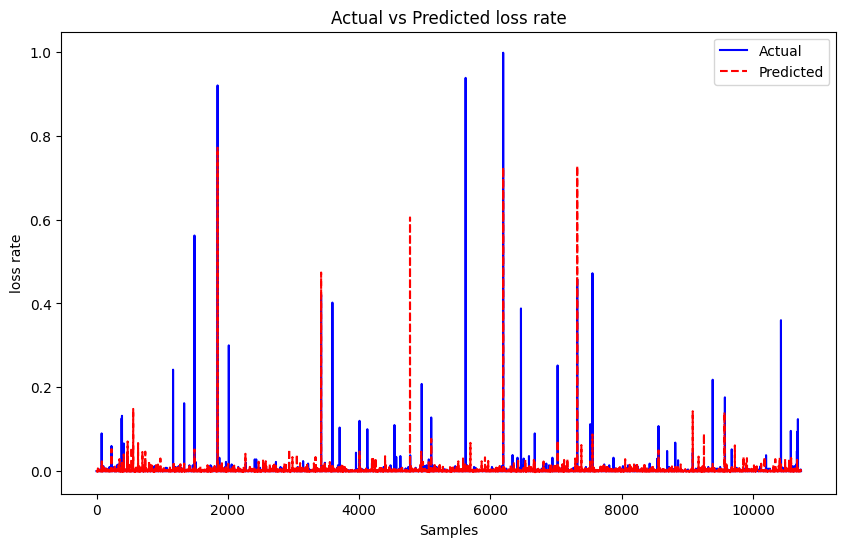 Actual vs Predicted loss rate
Actual
Predicted
1.0
0.8
0.6
0.4
0.2
0.0
loss rate
0 2000 4000 6000 8000 10000
Samples